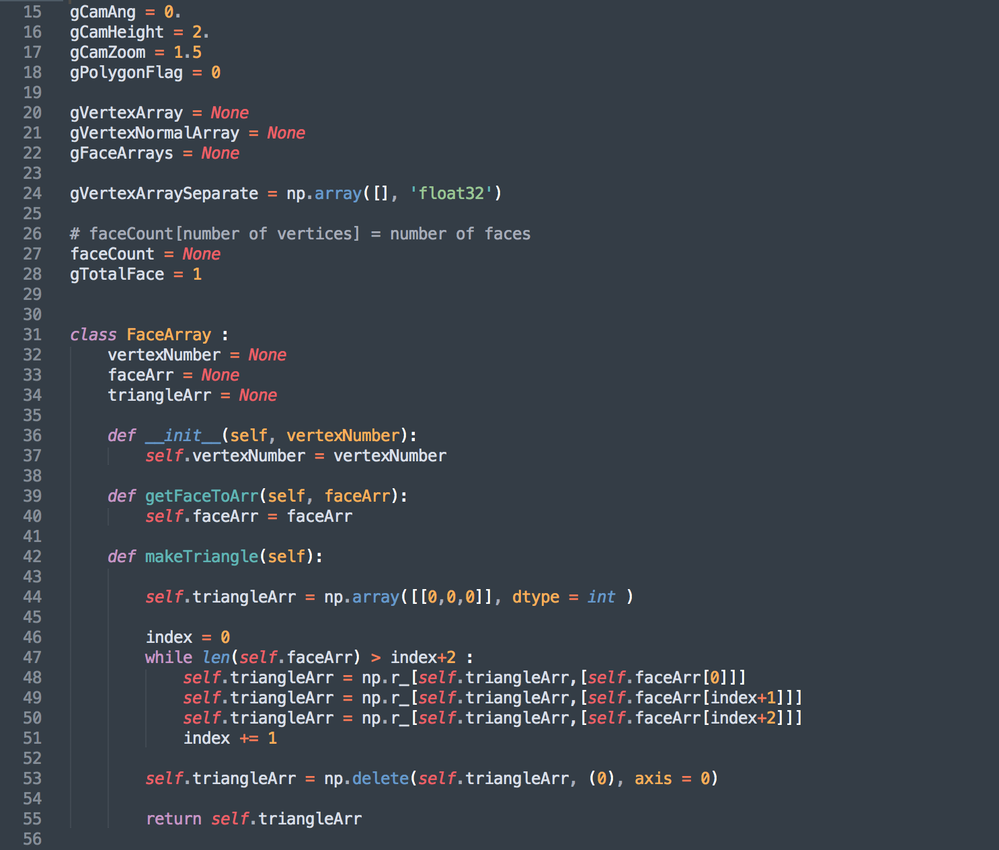 15 gCamAng = 0.
16 gCamHeight = 2.
17 gCamZoom = 1.5
18 gPolygonFlag = 0
19
20 gVertexArray = None
21 gVertexNormalArray = None
22 gFaceArrays = None
23
24 gVertexArraySeparate = np.array([], 'float32')
25
26 # faceCount[number of vertices] = number of faces
27 faceCount = None
28 gTotalFace = 1
29
30
31 class FaceArray :
32     vertexNumber = None
33     faceArr = None
34     triangleArr = None
35
36     def __init__(self, vertexNumber):
37         self.vertexNumber = vertexNumber
38
39     def getFaceToArr(self, faceArr):
40         self.faceArr = faceArr
41
42     def makeTriangle(self):
43
44         self.triangleArr = np.array([[0,0,0]], dtype = int )
45
46         index = 0
47         while len(self.faceArr) > index+2 :
48             self.triangleArr = np.r_[self.triangleArr,[self.faceArr[0]]]
49             self.triangleArr = np.r_[self.triangleArr,[self.faceArr[index+1]]]
50             self.triangleArr = np.r_[self.triangleArr,[self.faceArr[index+2]]]
51             index += 1
52
53         self.triangleArr = np.delete(self.triangleArr, (0), axis = 0)
54
55         return self.triangleArr
56